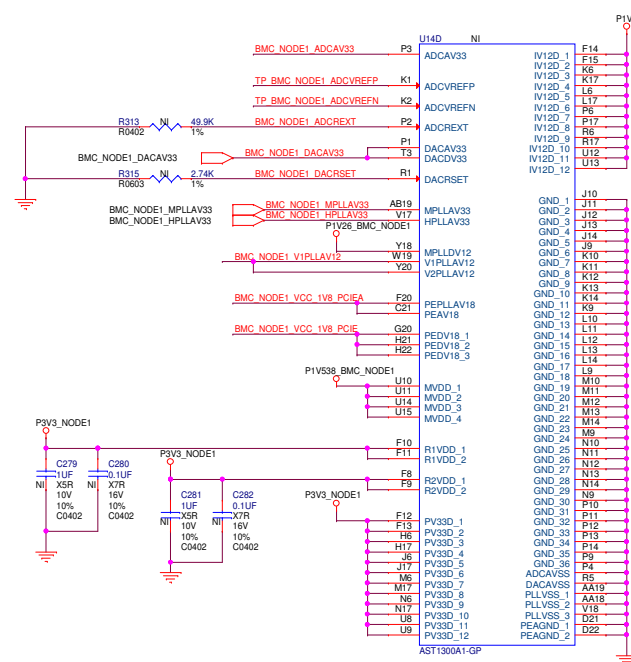 P1V
U14D NI
BMC_NODE1_ADCAV33 P3 ADCAV33
TP_BMC_NODE1_ADCVREFP K1 ADCVREFP
TP_BMC_NODE1_ADCVREFN K2 ADCVREFN
R313 NI 49.9K BMC_NODE1_ADCREXT P2 ADCREXT
R0402 1%
P1 DACAV33
BMC_NODE1_DACAV33 BMC_NODE1_DACAV33 T3 DACDV33
R315 NI 2.74K BMC_NODE1_DACRSET R1 DACRSET
R0603 1%
BMC_NODE1_MPLLAV33 BMC_NODE1_MPLLAV33 AB19 MPLLAV33
BMC_NODE1_HPLLAV33 BMC_NODE1_HPLLAV33 V17 HPLLAV33
P1V26_BMC_NODE1
Y18 MPLLDV12
BMC_NODE1_V1PLLAV12 W19 V1PLLAV12
Y20 V2PLLAV12
BMC_NODE1_VCC_1V8_PCIEA F20 PEPLLAV18
C21 PEAV18
BMC_NODE1_VCC_1V8_PCIE G20 PEDV18_1
H21 PEDV18_2
H22 PEDV18_3
P1V538_BMC_NODE1
U10 MVDD_1
U11 MVDD_2
U14 MVDD_3
U15 MVDD_4
P3V3_NODE1
F10 R1VDD_1
F11 R1VDD_2
P3V3_NODE1
F8 R2VDD_1
F9 R2VDD_2
C279
1UF
NI X5R
10V
10%
C0402
C280
0.1UF
NI X7R
16V
10%
C0402
C281
1UF
NI X5R
10V
10%
C0402
C282
0.1UF
NI X7R
16V
10%
C0402
P3V3_NODE1
F12 PV33D_1
F13 PV33D_2
H6 PV33D_3
H17 PV33D_4
J6 PV33D_5
J17 PV33D_6
M6 PV33D_7
M17 PV33D_8
N6 PV33D_9
N17 PV33D_10
U8 PV33D_11
U9 PV33D_12
IV12D_1 F14
IV12D_2 F15
IV12D_3 K6
IV12D_4 K17
IV12D_5 L6
IV12D_6 L17
IV12D_7 P6
IV12D_8 P17
IV12D_9 R6
IV12D_10 R17
IV12D_11 U12
IV12D_12 U13
GND_1 J10
GND_2 J11
GND_3 J12
GND_4 J13
GND_5 J14
GND_6 J9
GND_7 K10
GND_8 K11
GND_9 K12
GND_10 K13
GND_11 K14
GND_12 K9
GND_13 L10
GND_14 L11
GND_15 L12
GND_16 L13
GND_17 L14
GND_18 L9
GND_19 M10
GND_20 M11
GND_21 M12
GND_22 M13
GND_23 M14
GND_24 M9
GND_25 N10
GND_26 N11
GND_27 N12
GND_28 N13
GND_29 N14
GND_30 N9
GND_31 P10
GND_32 P11
GND_33 P12
GND_34 P13
GND_35 P14
GND_36 P9
ADCAVSS P4
DACAVSS R5
PLLVSS_1 AA19
PLLVSS_2 AA18
PLLVSS_3 V18
PEAGND_1 D21
PEAGND_2 D22
AST1300A1-GP